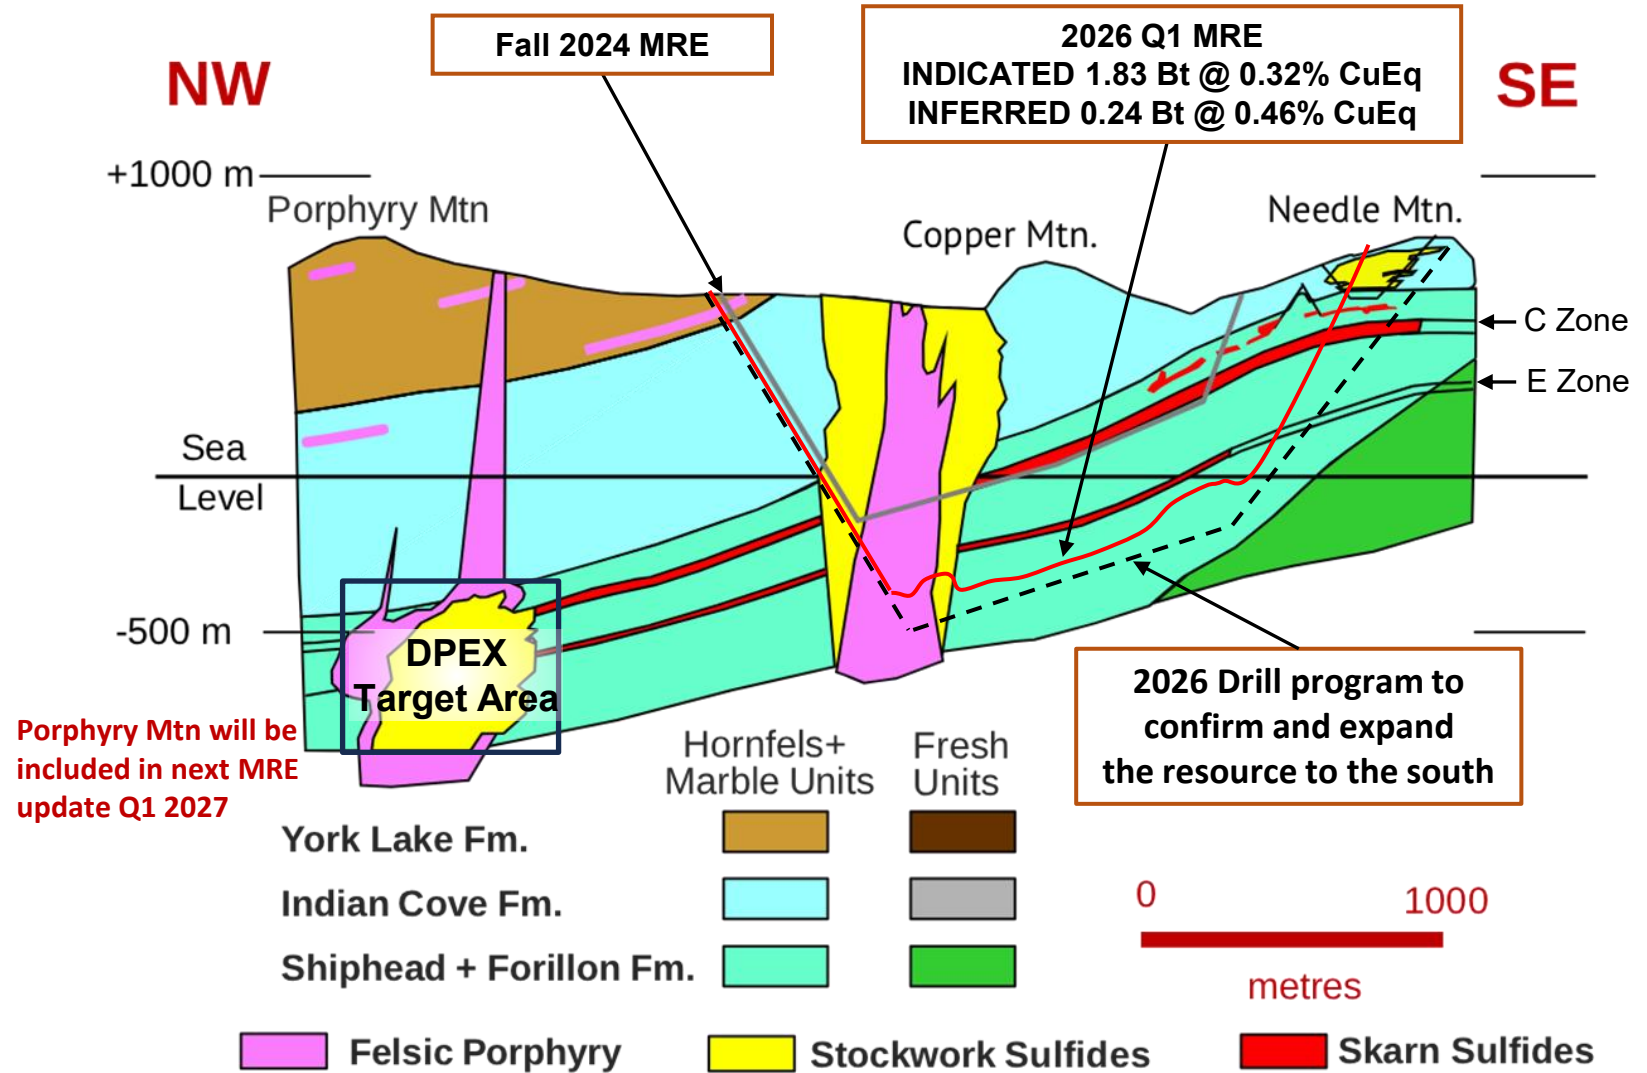 Fall 2024 MRE
2026 Q1 MRE
INDICATED 1.83 Bt @ 0.32% CuEq
INFERRED 0.24 Bt @ 0.46% CuEq
NW
SE
+1000 m
Porphyry Mtn
Copper Mtn.
Needle Mtn.
C Zone
E Zone
Sea
Level
-500 m
DPEX
Target Area
Porphyry Mtn will be
included in next MRE
update Q1 2027
2026 Drill program to
confirm and expand
the resource to the south
Hornfels+
Marble Units
Fresh
Units
York Lake Fm.
Indian Cove Fm.
Shiphead + Forillon Fm.
0
1000
metres
Felsic Porphyry
Stockwork Sulfides
Skarn Sulfides